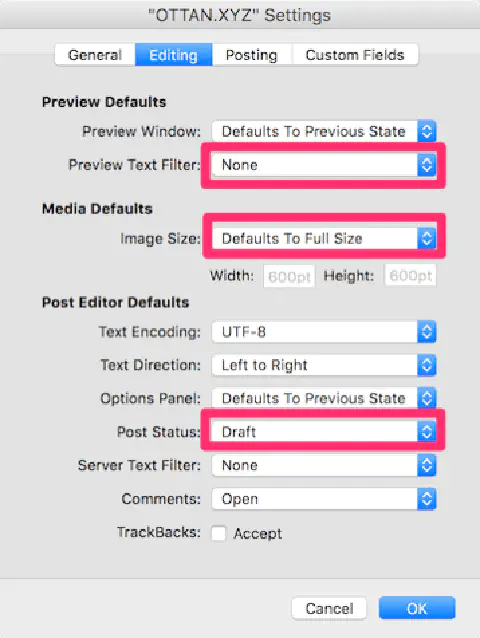 "OTTAN.XYZ" Settings
General Editing Posting Custom Fields
Preview Defaults
Preview Window: Defaults To Previous State
Preview Text Filter: None
Media Defaults
Image Size: Defaults To Full Size
Width: 600pt Height: 600pt
Post Editor Defaults
Text Encoding: UTF-8
Text Direction: Left to Right
Options Panel: Defaults To Previous State
Post Status: Draft
Server Text Filter: None
Comments: Open
TrackBacks: Accept
Cancel OK